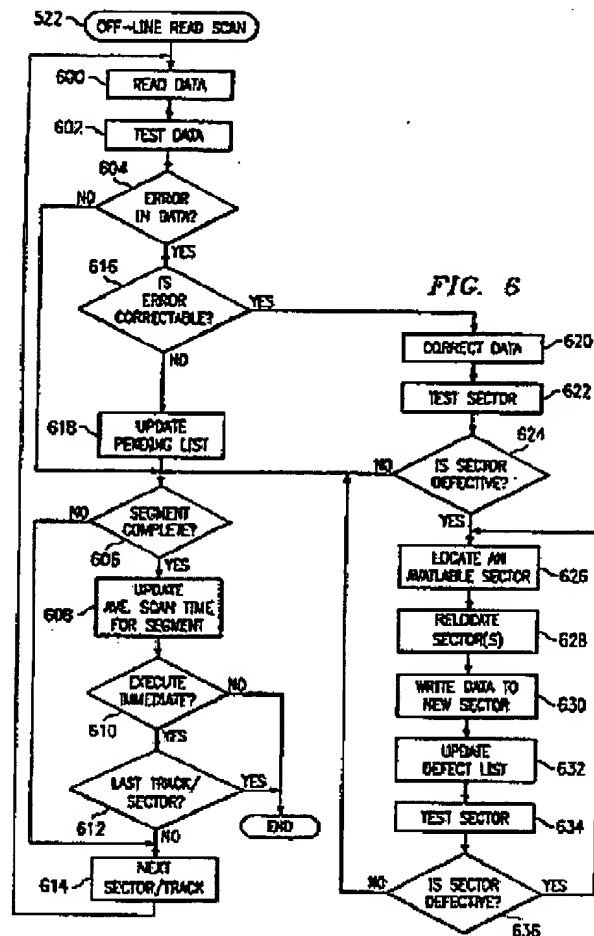 522
OFF-LINE READ SCAN
600
READ DATA
602
TEST DATA
604
NO
ERROR
IN DATA?
YES
616
IS
ERROR
CORRECTABLE?
YES
NO
FIG. 6
CORRECT DATA
620
TEST SECTOR
622
624
NO
IS SECTOR
DEFECTIVE?
YES
618
UPDATE
PENDING LIST
NO
SEGMENT
COMPLETE?
606
YES
608
UPDATE
AVE. SCAN TIME
FOR SEGMENT
EXECUTE
IMMEDIATE?
NO
610
YES
LAST TRACK/
SECTOR?
YES
612
NO
END
614
NEXT
SECTOR/TRACK
LOCATE AN
AVAILABLE SECTOR
626
RELOCATE
SECTOR(S)
628
WRITE DATA TO
NEW SECTOR
630
UPDATE
DEFECT LIST
632
TEST SECTOR
634
NO
IS SECTOR
DEFECTIVE?
YES
636